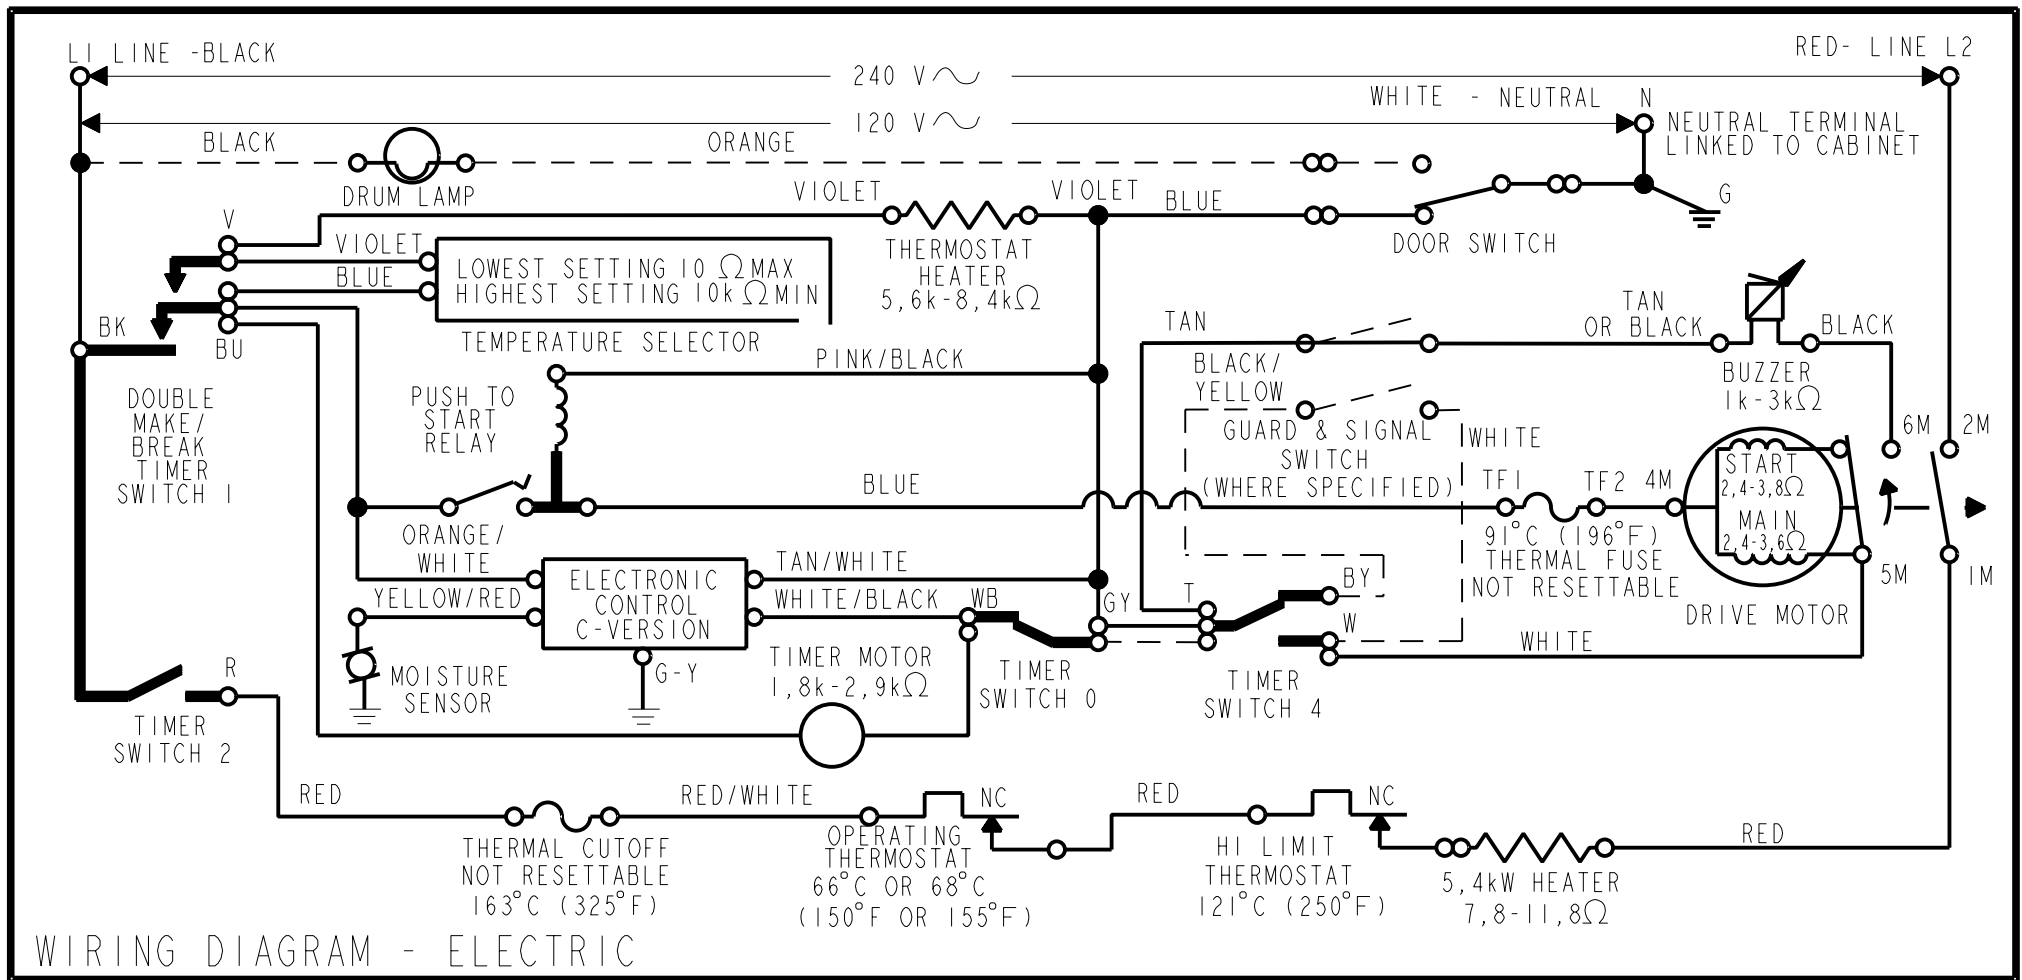 LI LINE -BLACK
RED- LINE L2
240 V
WHITE - NEUTRAL N
120 V
NEUTRAL TERMINAL
LINKED TO CABINET
BLACK
ORANGE
DRUM LAMP
VIOLET
VIOLET
BLUE
G
V
VIOLET
BLUE
LOWEST SETTING 10 Ω MAX
HIGHEST SETTING 10k Ω MIN
TEMPERATURE SELECTOR
THERMOSTAT
HEATER
5,6k-8,4kΩ
DOOR SWITCH
BK
BU
DOUBLE
MAKE/
BREAK
TIMER
SWITCH 1
PINK/BLACK
PUSH TO
START
RELAY
TAN
BLACK/
YELLOW
TAN
OR BLACK
BLACK
BUZZER
1k-3kΩ
GUARD & SIGNAL
SWITCH
(WHERE SPECIFIED)
WHITE
6M
2M
BLUE
TF1
TF2
4M
START
2,4-3,8Ω
MAIN
2,4-3,6Ω
91°C (196°F)
THERMAL FUSE
NOT RESETTABLE
5M
1M
DRIVE MOTOR
ORANGE/
WHITE
YELLOW/RED
ELECTRONIC
CONTROL
C-VERSION
TAN/WHITE
WHITE/BLACK
WB
GY
T
BY
W
WHITE
G-Y
MOISTURE
SENSOR
TIMER MOTOR
1,8k-2,9kΩ
TIMER
SWITCH 0
TIMER
SWITCH 4
R
TIMER
SWITCH 2
RED
RED/WHITE
NC
RED
NC
RED
THERMAL CUTOFF
NOT RESETTABLE
163°C (325°F)
OPERATING
THERMOSTAT
66°C OR 68°C
(150°F OR 155°F)
HI LIMIT
THERMOSTAT
121°C (250°F)
5,4kW HEATER
7,8-11,8Ω
WIRING DIAGRAM - ELECTRIC